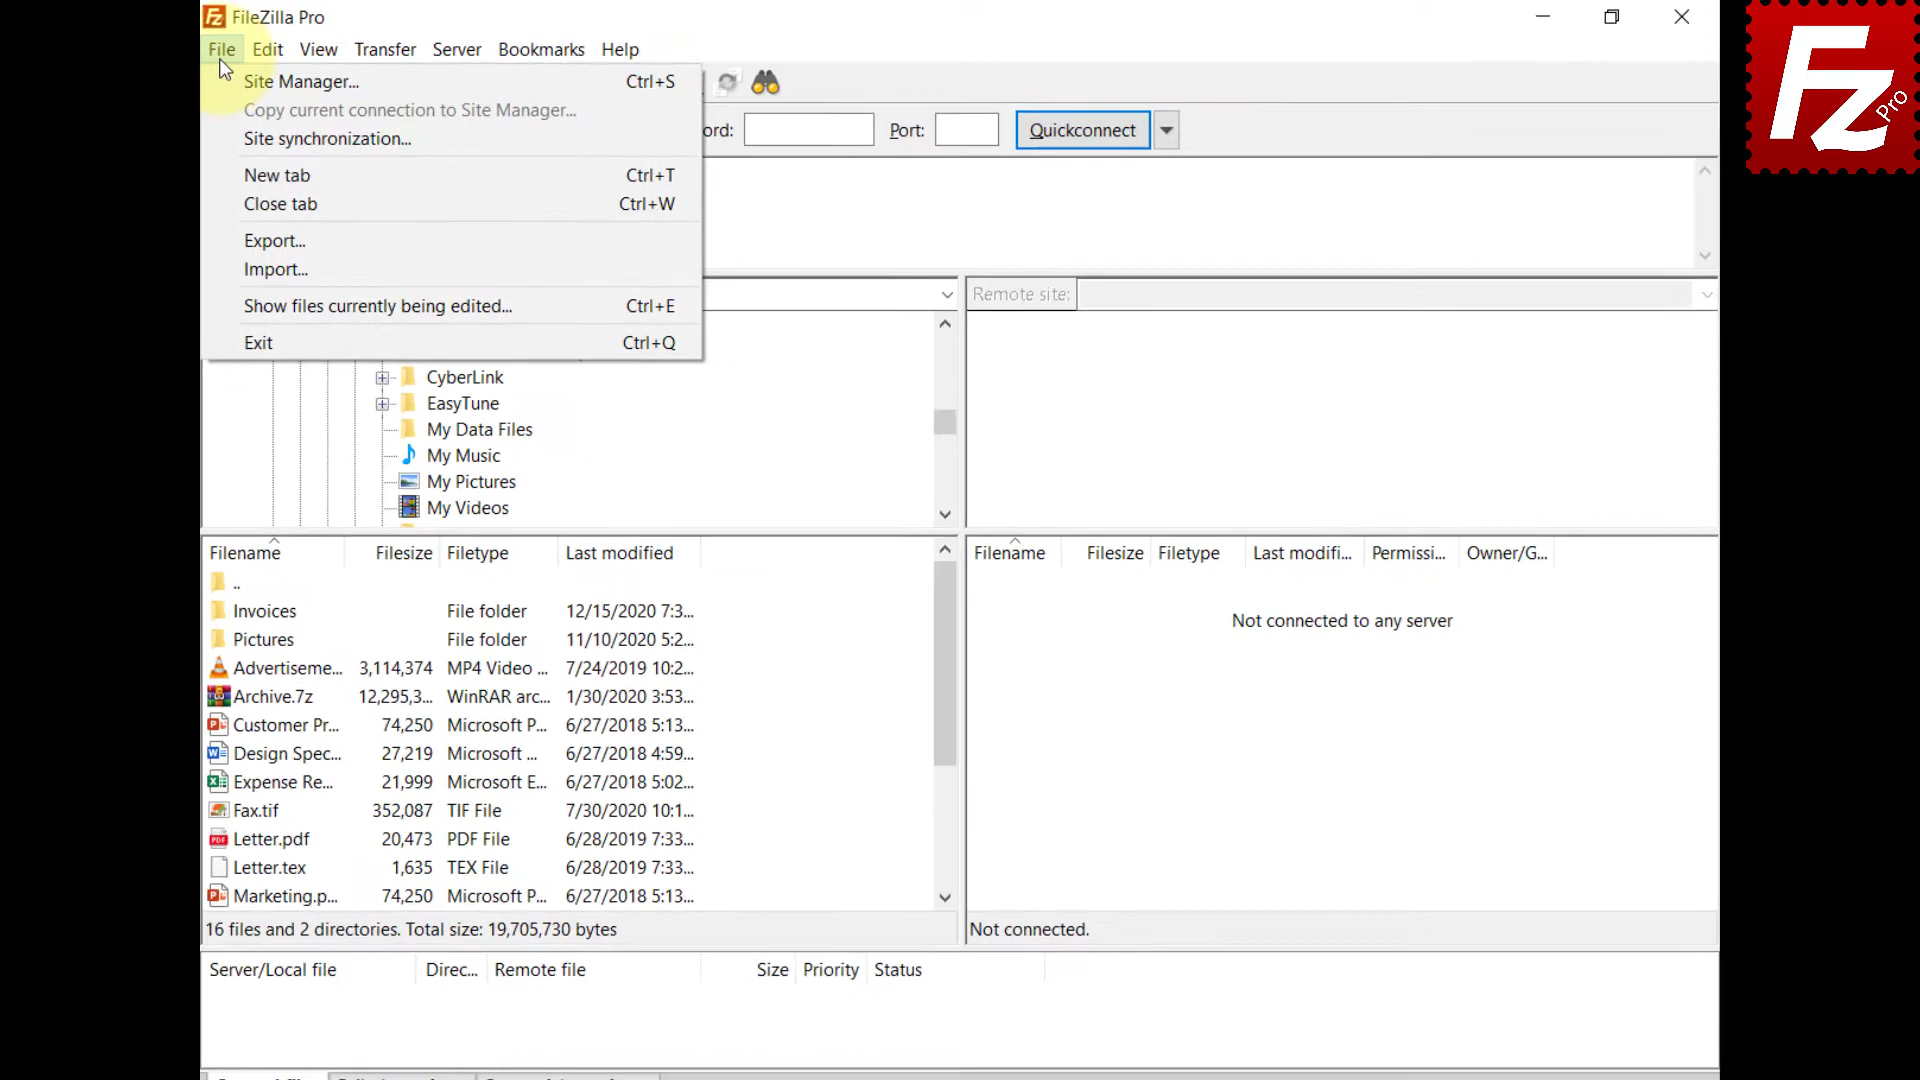 FileZilla Pro
File Edit View Transfer Server Bookmarks Help
Site Manager... Ctrl+S
Copy current connection to Site Manager...
Site synchronization...
New tab Ctrl+T
Close tab Ctrl+W
Export...
Import...
Show files currently being edited... Ctrl+E
Exit Ctrl+Q
ord: Port: Quickconnect
Remote site:
CyberLink
EasyTune
My Data Files
My Music
My Pictures
My Videos
Filename Filesize Filetype Last modified
..
Invoices File folder 12/15/2020 7:3...
Pictures File folder 11/10/2020 5:2...
Advertiseme... 3,114,374 MP4 Video ... 7/24/2019 10:2...
Archive.7z 12,295,3... WinRAR arc... 1/30/2020 3:53...
Customer Pr... 74,250 Microsoft P... 6/27/2018 5:13...
Design Spec... 27,219 Microsoft ... 6/27/2018 4:59...
Expense Re... 21,999 Microsoft E... 6/27/2018 5:02...
Fax.tif 352,087 TIF File 7/30/2020 10:1...
Letter.pdf 20,473 PDF File 6/28/2019 7:33...
Letter.tex 1,635 TEX File 6/28/2019 7:33...
Marketing.p... 74,250 Microsoft P... 6/27/2018 5:13...
16 files and 2 directories. Total size: 19,705,730 bytes
Filename Filesize Filetype Last modifi... Permissi... Owner/G...
Not connected to any server
Not connected.
Server/Local file Direc... Remote file Size Priority Status
Fz Pro